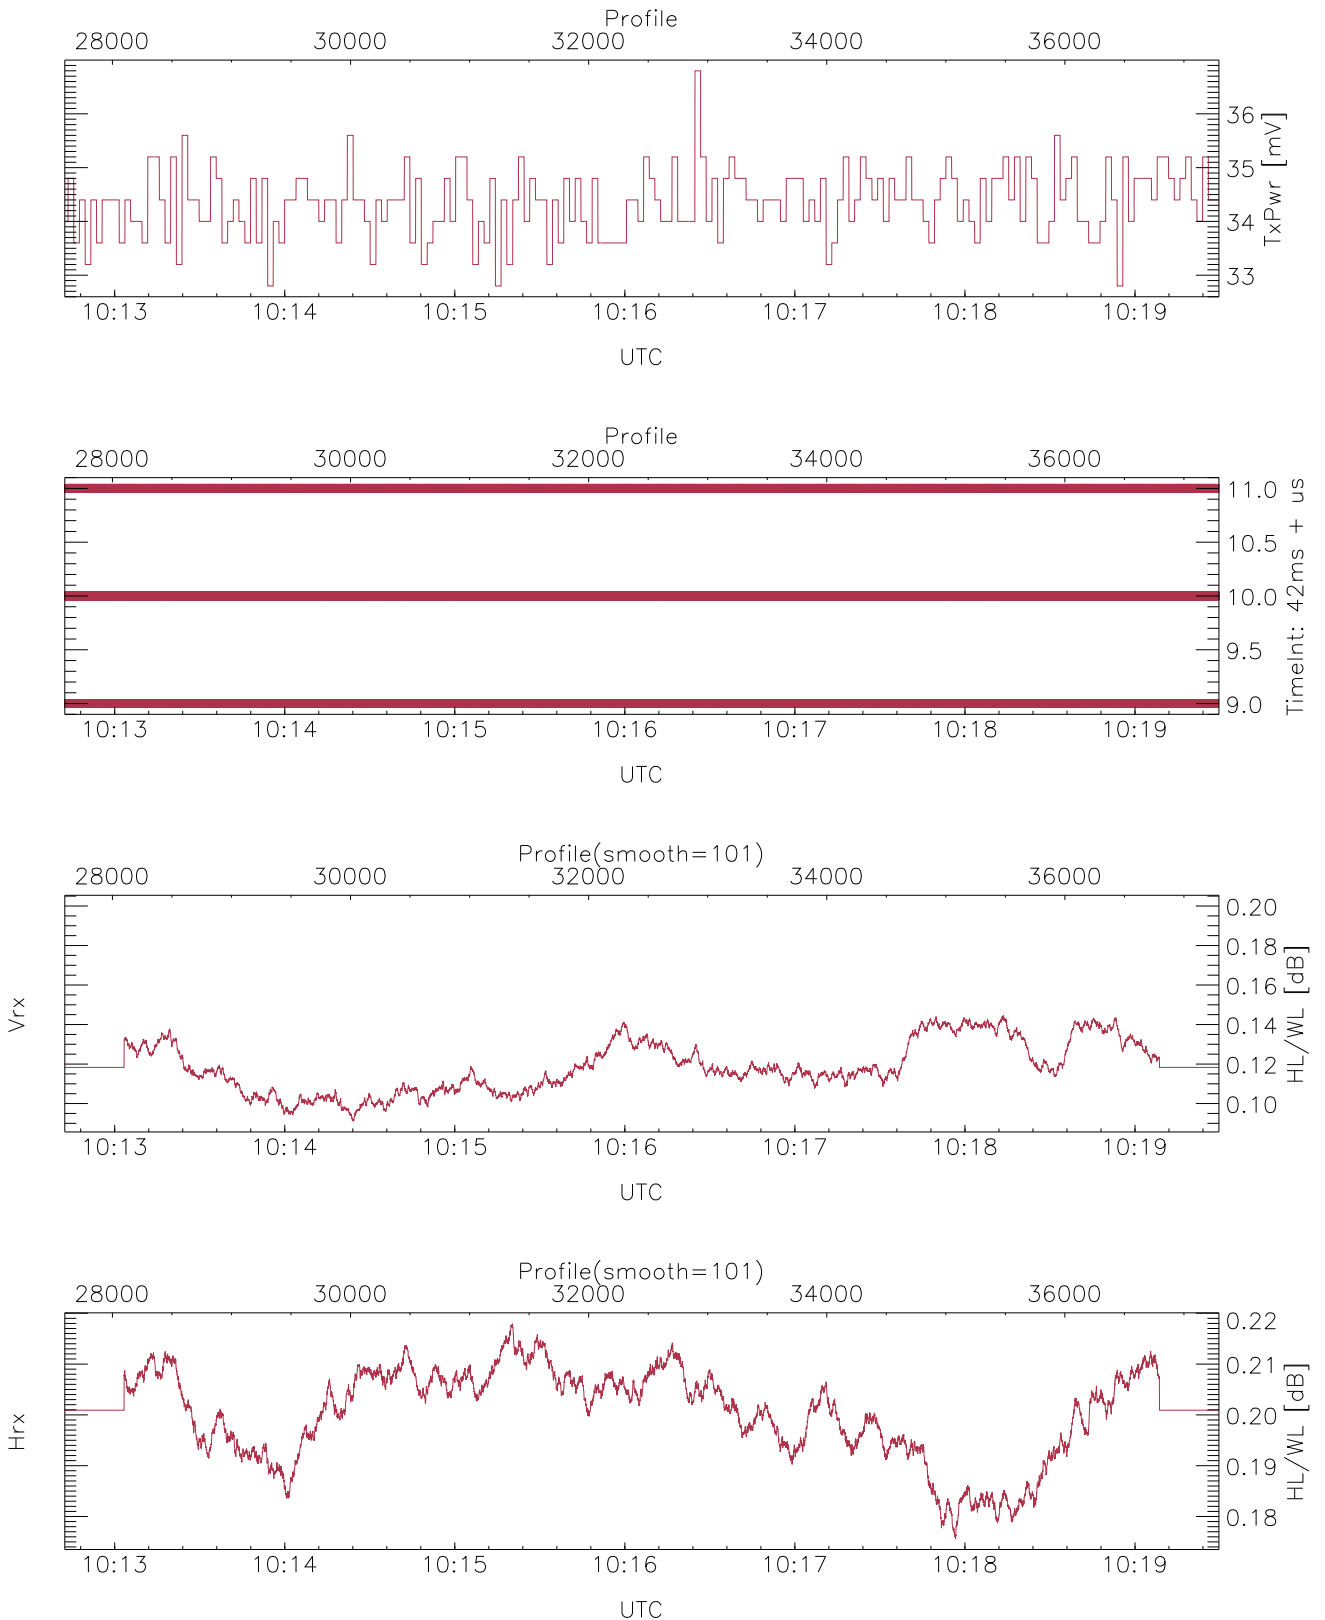 Profile
28000 30000 32000 34000 36000
36
35
34
33
TxPwr [mV]
10:13 10:14 10:15 10:16 10:17 10:18 10:19
UTC
Profile
28000 30000 32000 34000 36000
11.0
10.5
10.0
9.5
9.0
TimeInt: 42ms + us
10:13 10:14 10:15 10:16 10:17 10:18 10:19
UTC
Profile(smooth=101)
28000 30000 32000 34000 36000
Vrx
0.20
0.18
0.16
0.14
0.12
0.10
HL/WL [dB]
10:13 10:14 10:15 10:16 10:17 10:18 10:19
UTC
Profile(smooth=101)
28000 30000 32000 34000 36000
Hrx
0.22
0.21
0.20
0.19
0.18
HL/WL [dB]
10:13 10:14 10:15 10:16 10:17 10:18 10:19
UTC